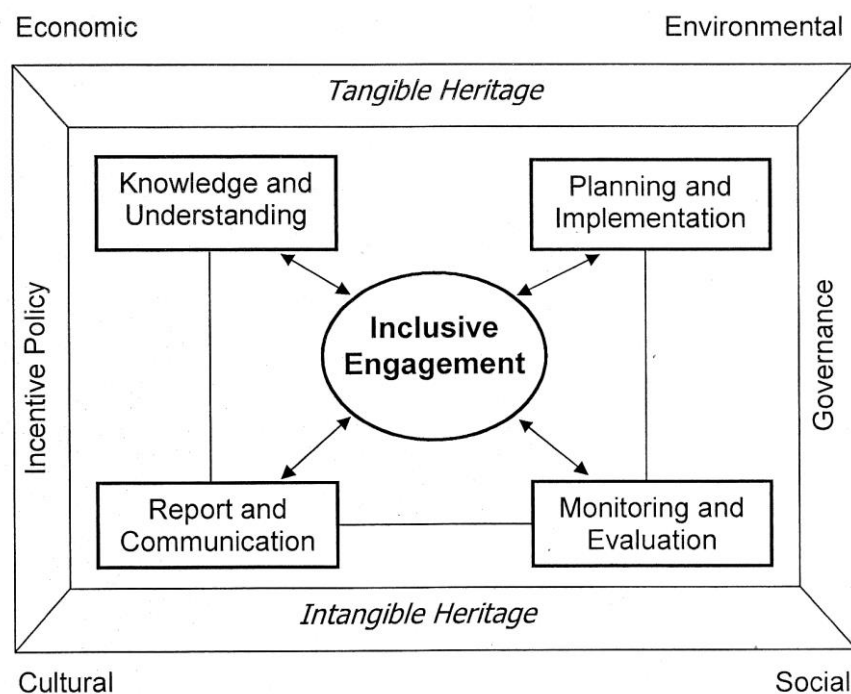 Economic
Environmental
Tangible Heritage
Knowledge and
Understanding
Planning and
Implementation
Incentive Policy
Inclusive
Engagement
Governance
Report and
Communication
Monitoring and
Evaluation
Intangible Heritage
Cultural
Social